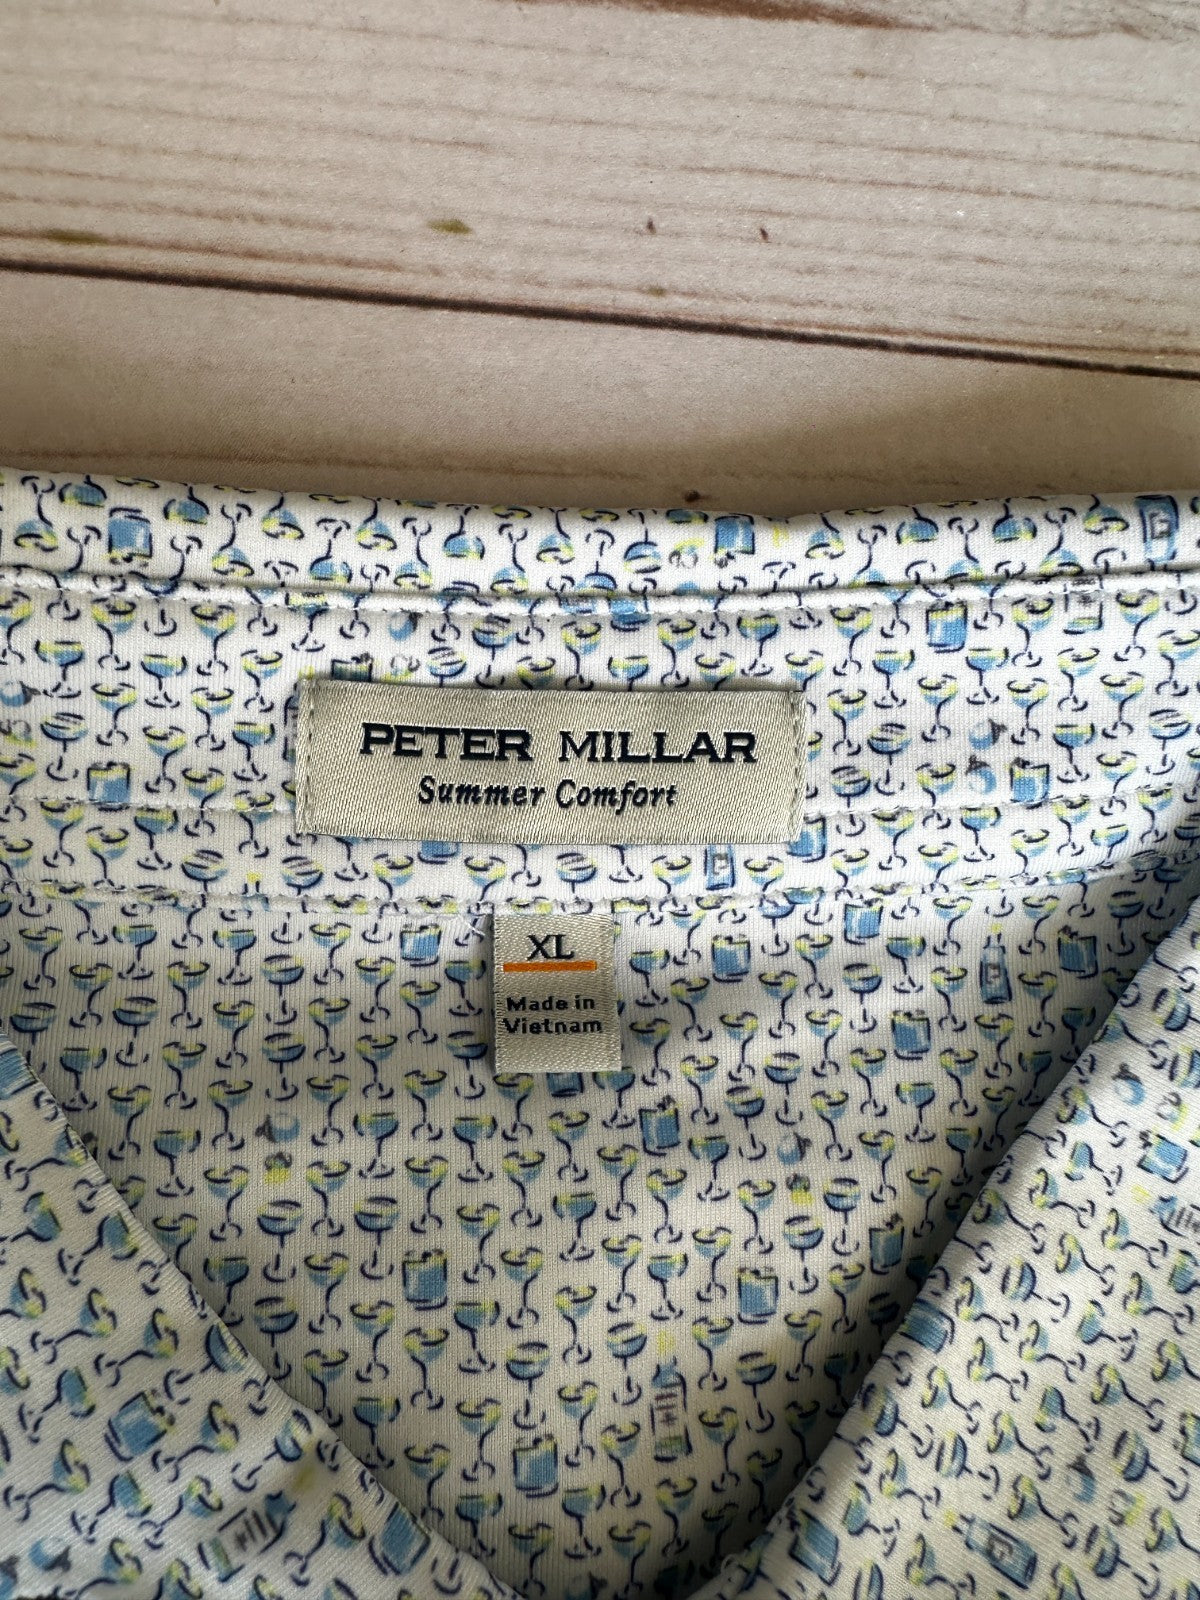 PETER MILLAR
Summer Comfort
XL
Made in
Vietnam